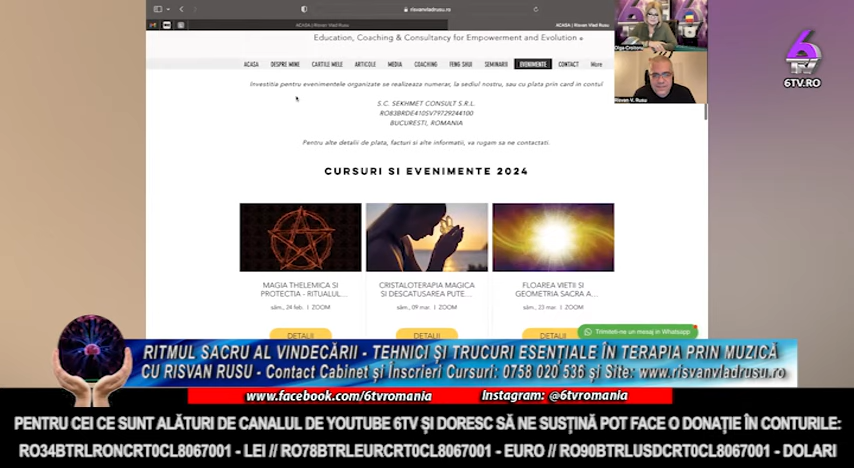 risvanvladrusu.ro
ACASA | Risvan Vlad Rusu
ACASA | Risvan Vlad Rusu
Education, Coaching & Consultancy for Empowerment and Evolution »
ACASA DESPRE MINE CARTILE MELE ARTICOLE MEDIA COACHING FENG SHUI SEMINARII EVENIMENTE CONTACT More
Investitia pentru evenimentele organizate se realizeaza numerar, la sediul nostru, sau cu plata prin card in contul
S.C. SEKHMET CONSULT S.R.L.
RO83BRDE410SV79729244100
BUCURESTI, ROMANIA
Pentru alte detalii de plata, facturi si alte informatii, va rugam sa ne contactati.
CURSURI SI EVENIMENTE 2024
MAGIA THELEMICA SI
PROTECTIA - RITUALUL...
sâm., 24 feb. | ZOOM
DETALII
CRISTALOTERAPIA MAGICA
SI DESCATUSAREA PUTE...
sâm., 09 mar. | ZOOM
DETALII
FLOAREA VIETII SI
GEOMETRIA SACRA A...
sâm., 23 mar. | ZOOM
DETALII
Trimiteti-ne un mesaj in Whatsapp
Olga Croitoru
Risvan V. Rusu
6
6TV.RO
RITMUL SACRU AL VINDECĂRII - TEHNICI ȘI TRUCURI ESENȚIALE ÎN TERAPIA PRIN MUZICĂ
CU RISVAN RUSU - Contact Cabinet și Înscrieri Cursuri: 0758 020 536 și Site: www.risvanvladrusu.ro
www.facebook.com/6tvromania Instagram: @6tvromania
PENTRU CEI CE SUNT ALĂTURI DE CANALUL DE YOUTUBE 6TV ȘI DORESC SĂ NE SUSȚINĂ POT FACE O DONAȚIE ÎN CONTURILE:
RO34BTRLRONCRT0CL8067001 - LEI // RO78BTRLEURCRT0CL8067001 - EURO // RO90BTRLUSDCRT0CL8067001 - DOLARI